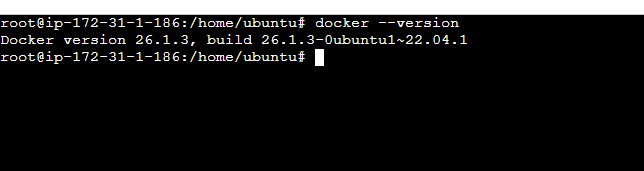 root@ip-172-31-1-186:/home/ubuntu# docker --version
Docker version 26.1.3, build 26.1.3-0ubuntu1~22.04.1
root@ip-172-31-1-186:/home/ubuntu#